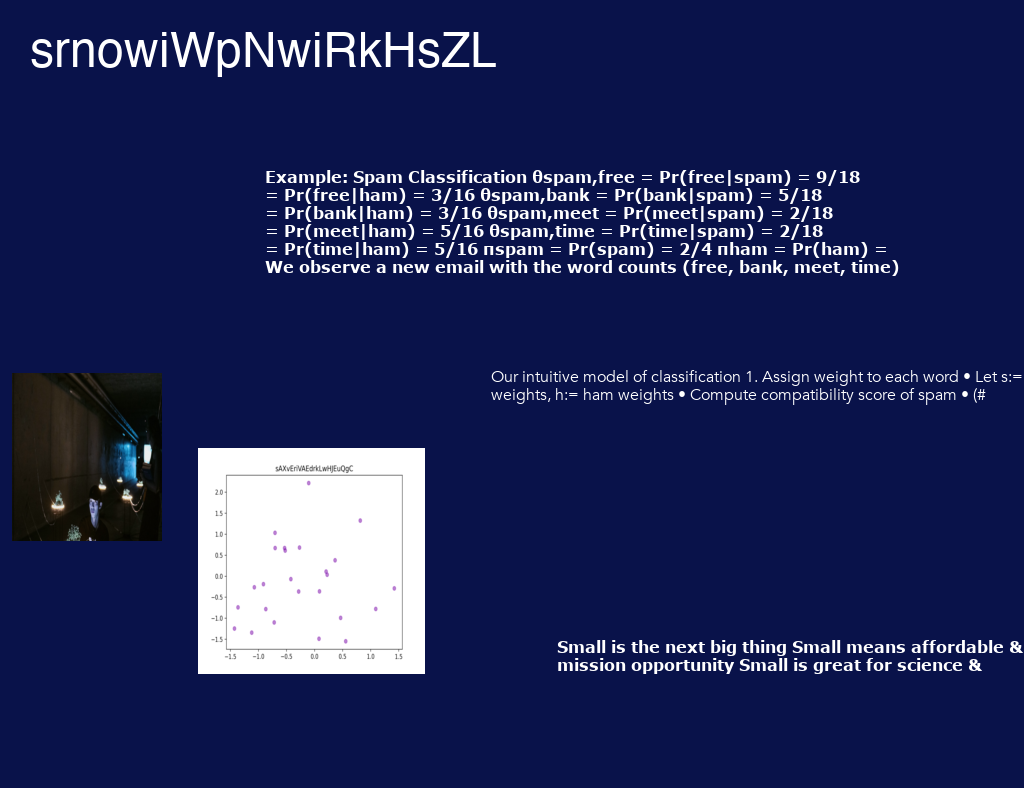 srnowiWpNwiRkHsZL
Example: Spam Classification θspam,free = Pr(free|spam) = 9/18
= Pr(free|ham) = 3/16 θspam,bank = Pr(bank|spam) = 5/18
= Pr(bank|ham) = 3/16 θspam,meet = Pr(meet|spam) = 2/18
= Pr(meet|ham) = 5/16 θspam,time = Pr(time|spam) = 2/18
= Pr(time|ham) = 5/16 πspam = Pr(spam) = 2/4 πham = Pr(ham) =
We observe a new email with the word counts (free, bank, meet, time)
Our intuitive model of classification 1. Assign weight to each word • Let s:=
weights, h:= ham weights • Compute compatibility score of spam • (#
sAXvEriVAEdrkLwHJEuQgC
2.0
1.5
1.0
0.5
0.0
−0.5
−1.0
−1.5
−1.5 −1.0 −0.5 0.0 0.5 1.0 1.5
Small is the next big thing Small means affordable &
mission opportunity Small is great for science &